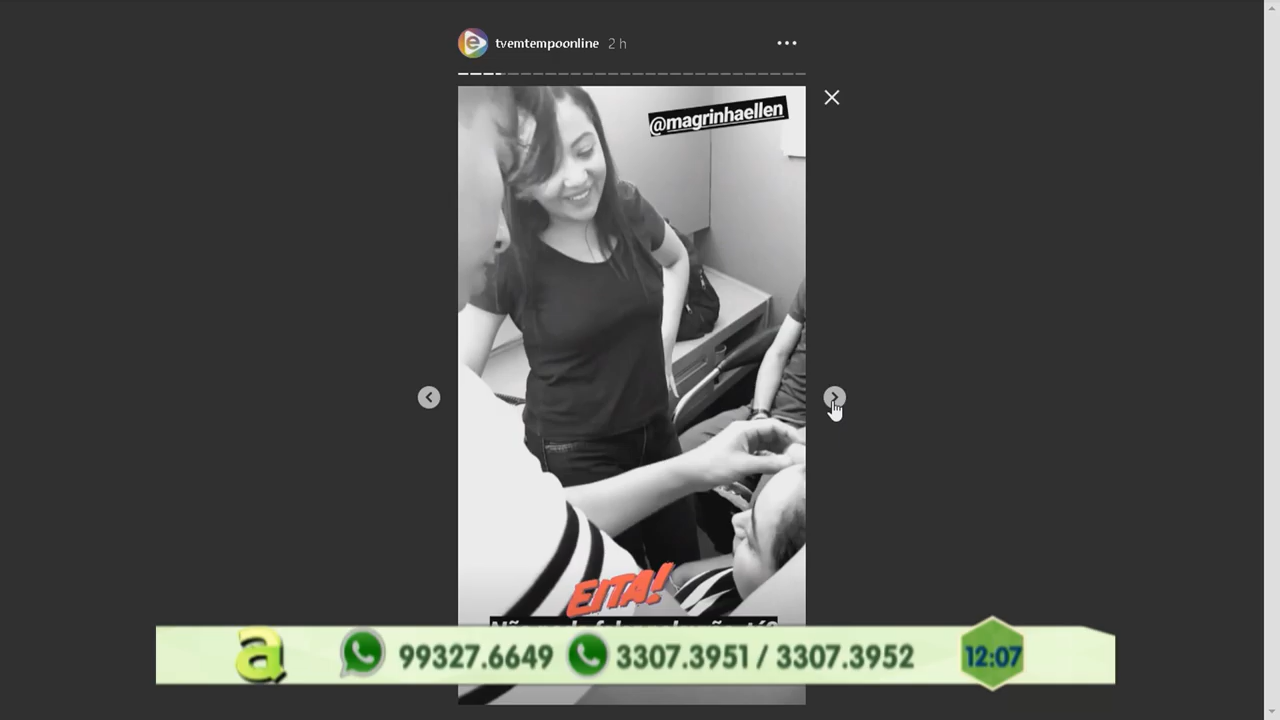 tvemtempoonline 2 h
@magrinhaellen
EITA!
a 99327.6649 3307.3951 / 3307.3952 12:07